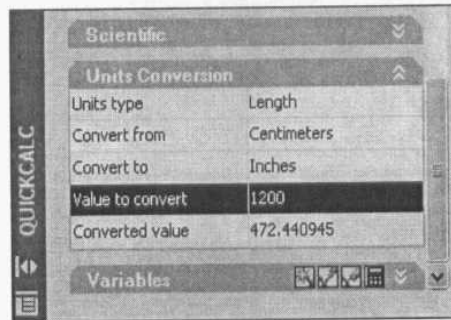 Scientific
Units Conversion
Units type Length
Convert from Centimeters
Convert to Inches
Value to convert 1200
Converted value 472.440945
Variables
QUICKCALC